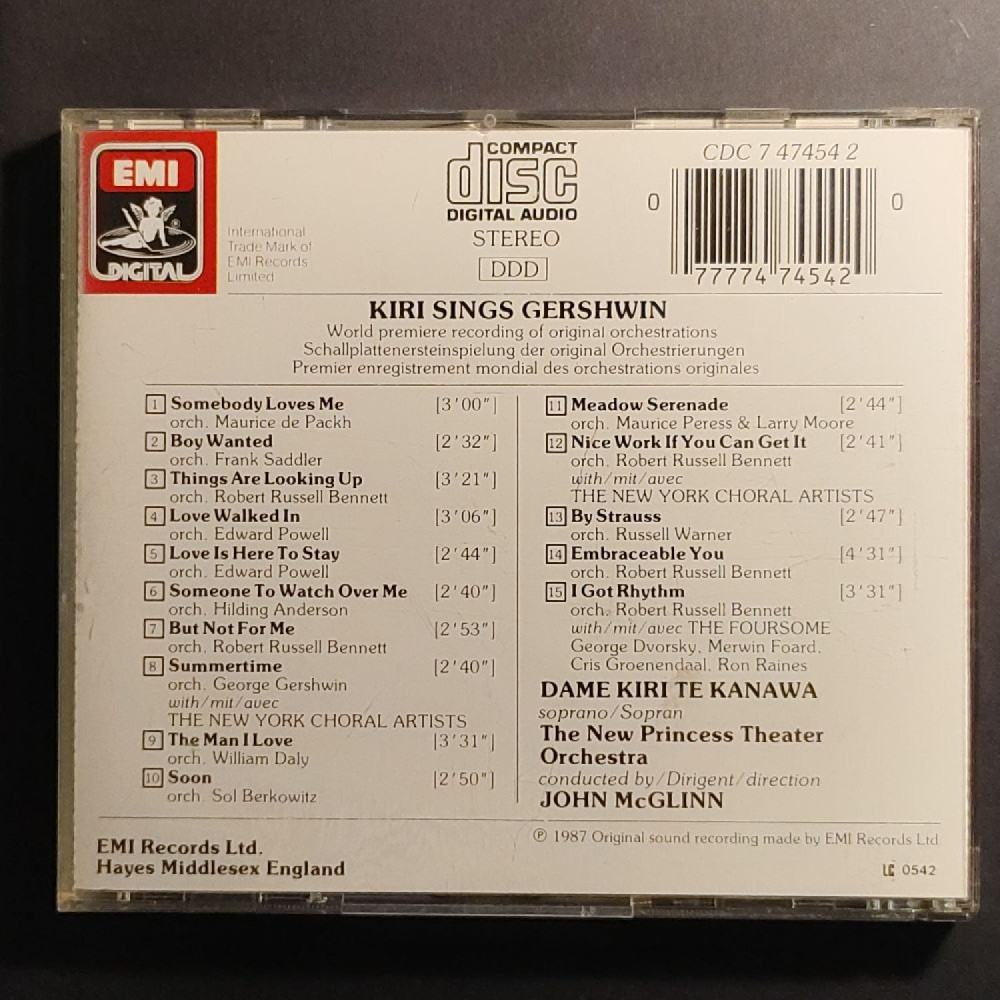 EMI
DIGITAL
International
Trade Mark of
EMI Records
Limited
COMPACT
disc
DIGITAL AUDIO
STEREO
DDD
CDC 7 47454 2
0 77774 74542 0
KIRI SINGS GERSHWIN
World premiere recording of original orchestrations
Schallplattenersteinspielung der original Orchestrierungen
Premier enregistrement mondial des orchestrations originales
1 Somebody Loves Me [3'00"]
orch. Maurice de Packh
2 Boy Wanted [2'32"]
orch. Frank Saddler
3 Things Are Looking Up [3'21"]
orch. Robert Russell Bennett
4 Love Walked In [3'06"]
orch. Edward Powell
5 Love Is Here To Stay [2'44"]
orch. Edward Powell
6 Someone To Watch Over Me [2'40"]
orch. Hilding Anderson
7 But Not For Me [2'53"]
orch. Robert Russell Bennett
8 Summertime [2'40"]
orch. George Gershwin
with/mit/avec
THE NEW YORK CHORAL ARTISTS
9 The Man I Love [3'31"]
orch. William Daly
10 Soon [2'50"]
orch. Sol Berkowitz
11 Meadow Serenade [2'44"]
orch. Maurice Peress & Larry Moore
12 Nice Work If You Can Get It [2'41"]
orch. Robert Russell Bennett
with/mit/avec
THE NEW YORK CHORAL ARTISTS
13 By Strauss [2'47"]
orch. Russell Warner
14 Embraceable You [4'31"]
orch. Robert Russell Bennett
15 I Got Rhythm [3'31"]
orch. Robert Russell Bennett
with/mit/avec THE FOURSOME
George Dvorsky, Merwin Foard,
Cris Groenendaal, Ron Raines
DAME KIRI TE KANAWA
soprano/Sopran
The New Princess Theater
Orchestra
conducted by/Dirigent/direction
JOHN McGLINN
EMI Records Ltd.
Hayes Middlesex England
℗ 1987 Original sound recording made by EMI Records Ltd
LC 0542